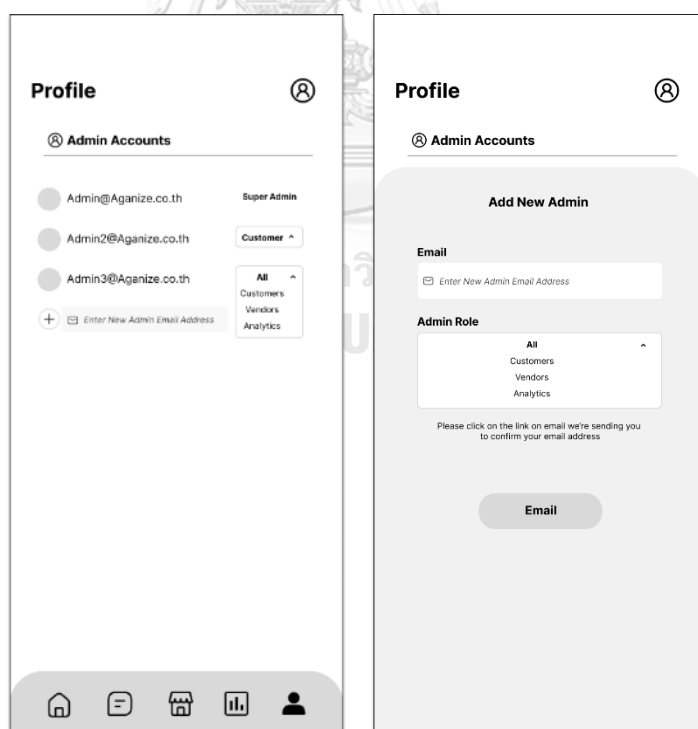 Profile
Admin Accounts
Admin@Aganize.co.th
Super Admin
Admin2@Aganize.co.th
Customer
Admin3@Aganize.co.th
All
Customers
Vendors
Analytics
Enter New Admin Email Address
Profile
Admin Accounts
Add New Admin
Email
Enter New Admin Email Address
Admin Role
All
Customers
Vendors
Analytics
Please click on the link on email we're sending you
to confirm your email address
Email